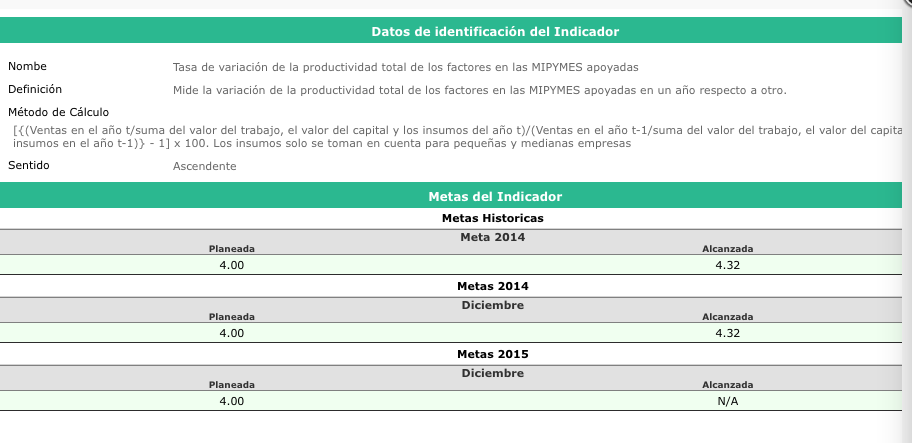 Datos de identificación del Indicador
Nombe Tasa de variación de la productividad total de los factores en las MIPYMES apoyadas
Definición Mide la variación de la productividad total de los factores en las MIPYMES apoyadas en un año respecto a otro.
Método de Cálculo
[{(Ventas en el año t/suma del valor del trabajo, el valor del capital y los insumos del año t)/(Ventas en el año t-1/suma del valor del trabajo, el valor del capita
insumos en el año t-1)} - 1] x 100. Los insumos solo se toman en cuenta para pequeñas y medianas empresas
Sentido Ascendente
Metas del Indicador
Metas Historicas
Meta 2014
Planeada Alcanzada
4.00 4.32
Metas 2014
Diciembre
Planeada Alcanzada
4.00 4.32
Metas 2015
Diciembre
Planeada Alcanzada
4.00 N/A